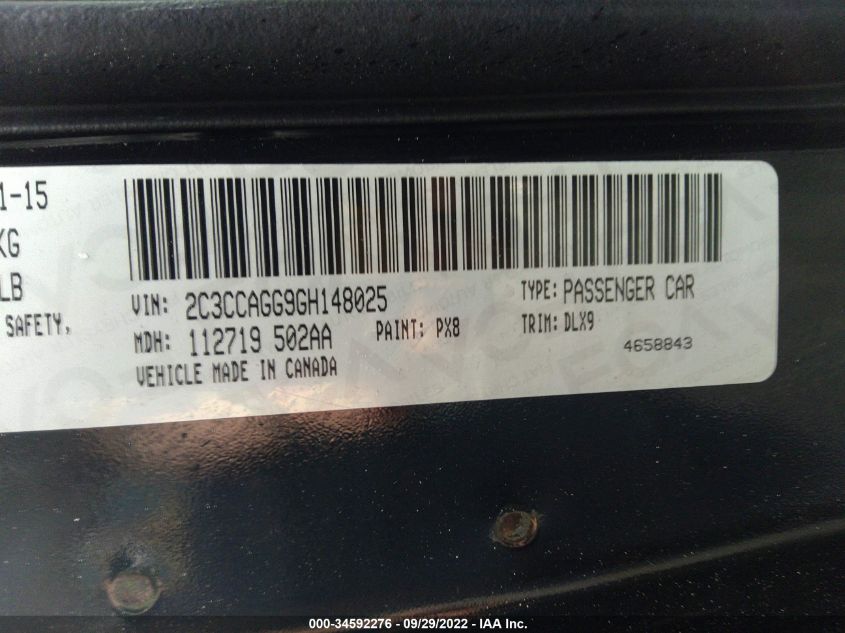 1-15
KG
LB
SAFETY,
VIN: 2C3CCAGG9GH148025
TYPE: PASSENGER CAR
MDH: 112719 502AA
PAINT: PX8
TRIM: DLX9
VEHICLE MADE IN CANADA
4658843
000-34592276 - 09/29/2022 - IAA Inc.